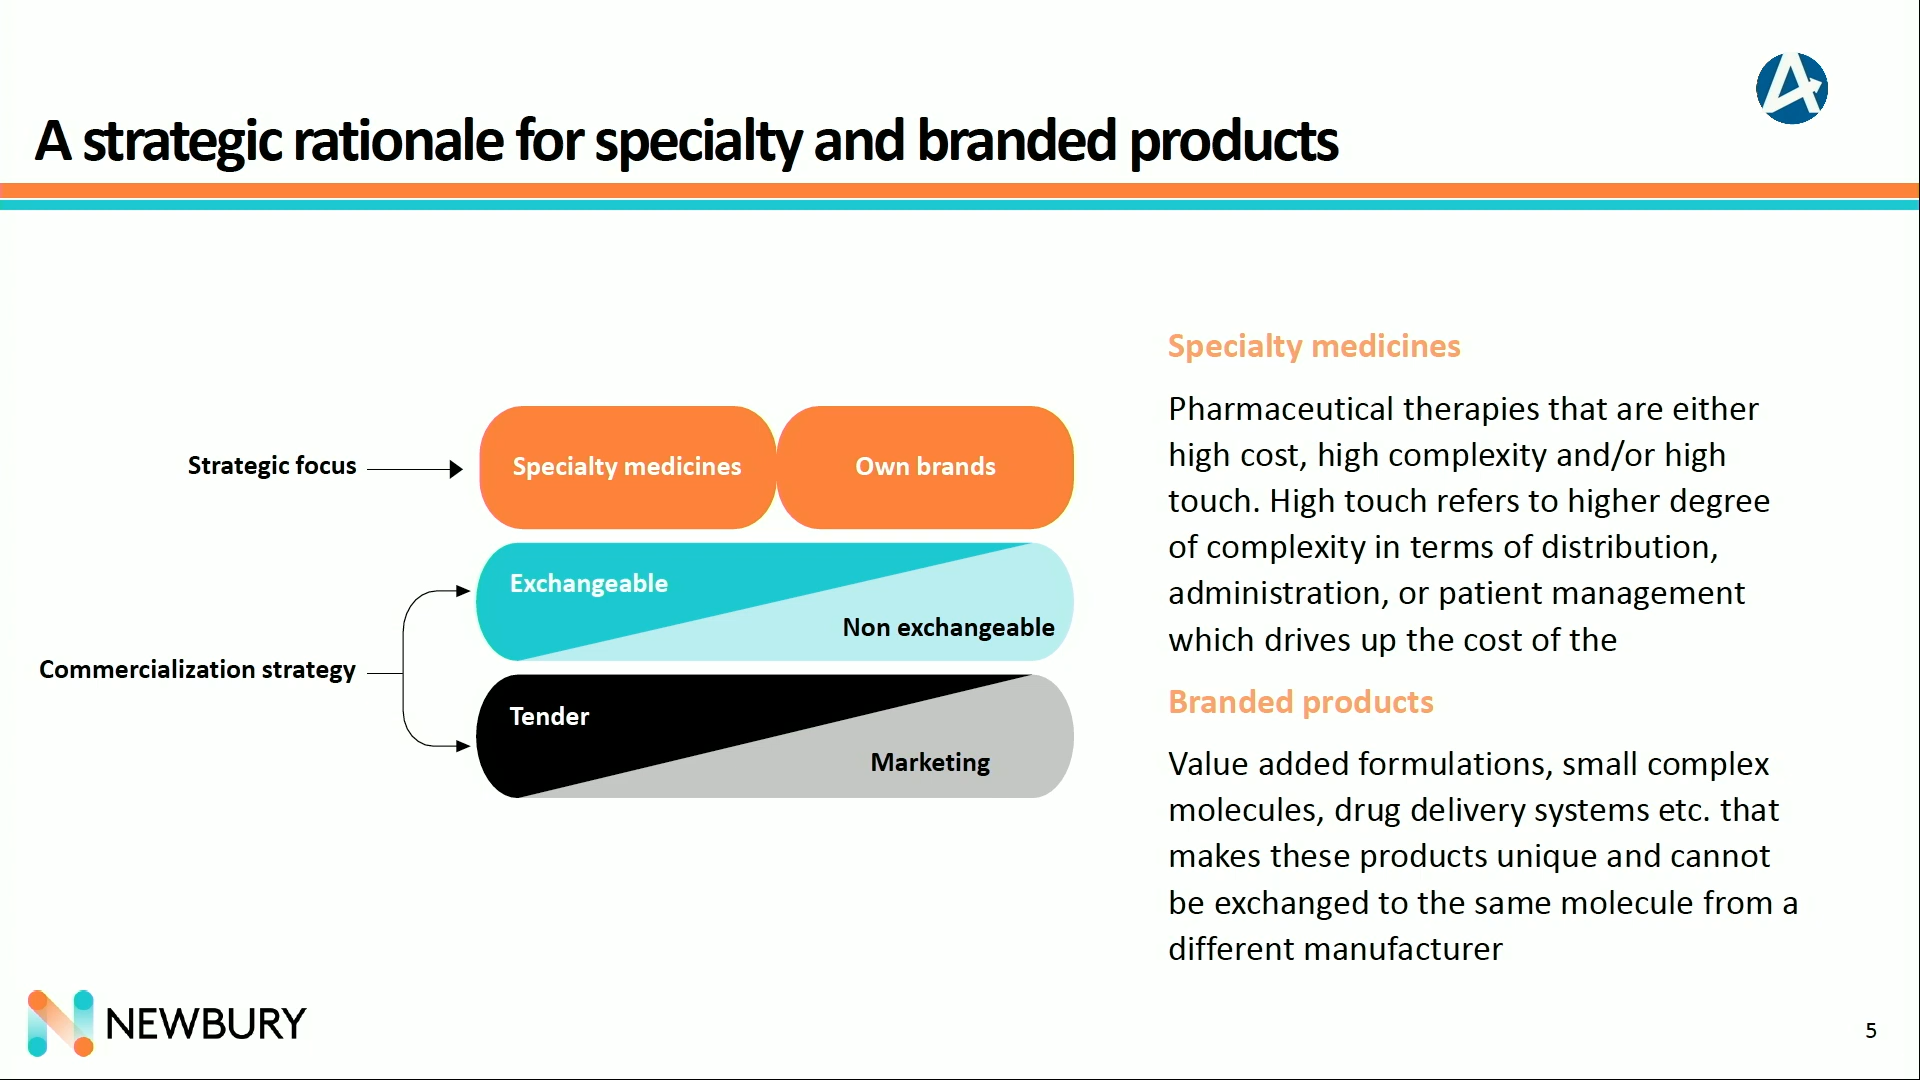 A strategic rationale for specialty and branded products
Strategic focus
Specialty medicines
Own brands
Exchangeable
Non exchangeable
Commercialization strategy
Tender
Marketing
Specialty medicines
Pharmaceutical therapies that are either
high cost, high complexity and/or high
touch. High touch refers to higher degree
of complexity in terms of distribution,
administration, or patient management
which drives up the cost of the
Branded products
Value added formulations, small complex
molecules, drug delivery systems etc. that
makes these products unique and cannot
be exchanged to the same molecule from a
different manufacturer
NEWBURY
5